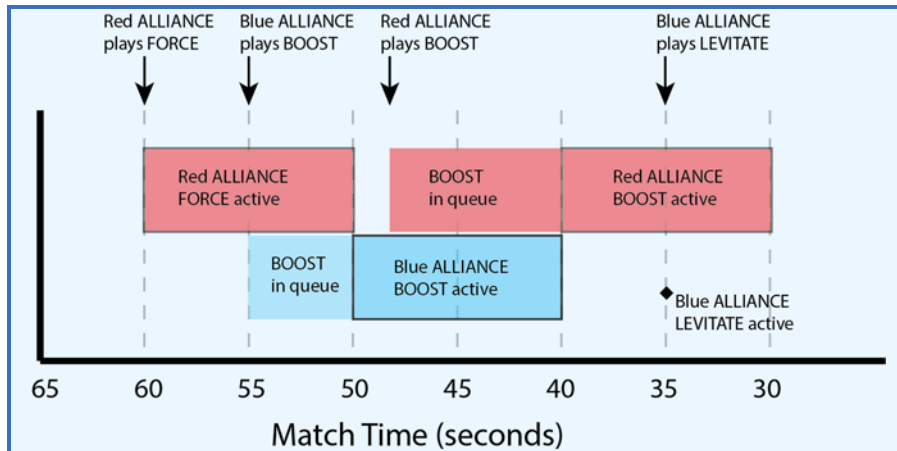 Red ALLIANCE
plays FORCE
Blue ALLIANCE
plays BOOST
Red ALLIANCE
plays BOOST
Blue ALLIANCE
plays LEVITATE
Red ALLIANCE
FORCE active
BOOST
in queue
Red ALLIANCE
BOOST active
BOOST
in queue
Blue ALLIANCE
BOOST active
Blue ALLIANCE
LEVITATE active
65 60 55 50 45 40 35 30
Match Time (seconds)